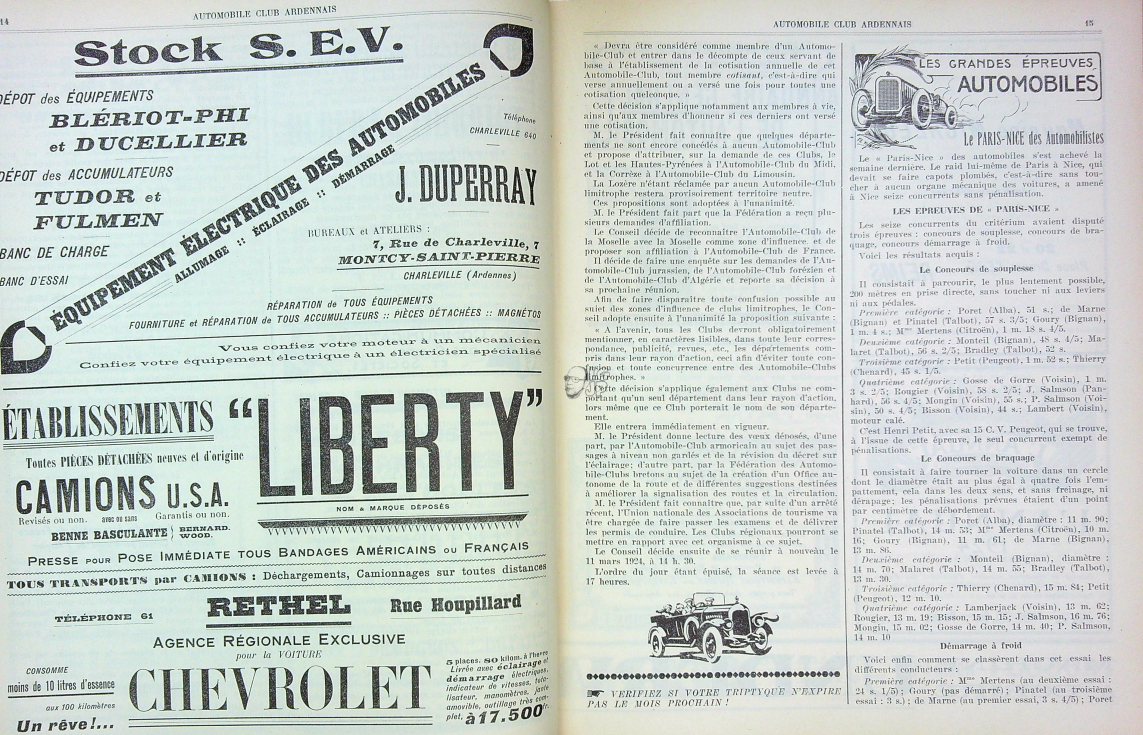 14
AUTOMOBILE CLUB ARDENNAIS
Stock S. E. V.
DÉPOT des ÉQUIPEMENTS
BLÉRIOT-PHI
et DUCELLIER
DÉPOT des ACCUMULATEURS
TUDOR et
FULMEN
BANC DE CHARGE
BANC D'ESSAI
ÉQUIPEMENT ÉLECTRIQUE DES AUTOMOBILES
ALLUMAGE :: ÉCLAIRAGE :: DÉMARRAGE
Téléphone
CHARLEVILLE 640
J. DUPERRAY
BUREAUX et ATELIERS :
7, Rue de Charleville, 7
MONTCY-SAINT-PIERRE
CHARLEVILLE (Ardennes)
RÉPARATION de TOUS ÉQUIPEMENTS
FOURNITURE et RÉPARATION de TOUS ACCUMULATEURS :: PIÈCES DÉTACHÉES :: MAGNÉTOS
Vous confiez votre moteur à un mécanicien
Confiez votre équipement électrique à un électricien spécialisé
ÉTABLISSEMENTS
"LIBERTY"
Toutes PIÈCES DÉTACHÉES neuves et d'origine
CAMIONS U.S.A.
NOM & MARQUE DÉPOSÉS
Revisés ou non. avec ou sans Garantis ou non.
BENNE BASCULANTE } BERNARD.
WOOD.
PRESSE POUR POSE IMMÉDIATE TOUS BANDAGES AMÉRICAINS OU FRANÇAIS
TOUS TRANSPORTS par CAMIONS : Déchargements, Camionnages sur toutes distances
TÉLÉPHONE 61
RETHEL
Rue Houpillard
AGENCE RÉGIONALE EXCLUSIVE
pour la VOITURE
CHEVROLET
CONSOMME
moins de 10 litres d'essence
aux 100 kilomètres
Un rêve !...
5 places, 80 kilom. à l'heure
Livrée avec éclairage et
démarrage électriques,
indicateur de vitesses, tota-
lisateur, manomètres, jante
amovible, outillage très com-
plet, à 17.500 fr.
AUTOMOBILE CLUB ARDENNAIS
15
« Devra être considéré comme membre d'un Automo-
bile-Club et entrer dans le décompte de ceux servant de
base à l'établissement de la cotisation annuelle de cet
Automobile-Club, tout membre cotisant, c'est-à-dire qui
verse annuellement ou a versé une fois pour toutes une
cotisation quelconque. »
Cette décision s'applique notamment aux membres à vie,
ainsi qu'aux membres d'honneur si ces derniers ont versé
une cotisation.
M. le Président fait connaître que quelques départe-
ments ne sont encore concédés à aucun Automobile-Club
et propose d'attribuer, sur la demande de ces Clubs, le
Lot et les Hautes-Pyrénées à l'Automobile-Club du Midi,
et la Corrèze à l'Automobile-Club du Limousin.
La Lozère n'étant réclamée par aucun Automobile-Club
limitrophe restera provisoirement territoire neutre.
Ces propositions sont adoptées à l'unanimité.
M. le Président fait part que la Fédération a reçu plu-
sieurs demandes d'affiliation.
Le Conseil décide de reconnaître l'Automobile-Club de
la Moselle avec la Moselle comme zone d'influence, et de
proposer son affiliation à l'Automobile-Club de France.
Il décide de faire une enquête sur les demandes de l'Au-
tomobile-Club jurassien, de l'Automobile-Club forézien et
de l'Automobile-Club d'Algérie et reporte sa décision à
sa prochaine réunion.
Afin de faire disparaître toute confusion possible au
sujet des zones d'influence de clubs limitrophes, le Con-
seil adopte ensuite à l'unanimité la proposition suivante :
« A l'avenir, tous les Clubs devront obligatoirement
mentionner, en caractères lisibles, dans toute leur corres-
pondance, publicité, revues, etc., les départements com-
pris dans leur rayon d'action, ceci afin d'éviter toute con-
fusion et toute concurrence entre des Automobile-Clubs
limitrophes. »
Cette décision s'applique également aux Clubs ne com-
portant qu'un seul département dans leur rayon d'action,
lors même que ce Club porterait le nom de son départe-
ment.
Elle entrera immédiatement en vigueur.
M. le Président donne lecture des vœux déposés, d'une
part, par l'Automobile-Club armoricain au sujet des pas-
sages à niveau non gardés et de la révision du décret sur
l'éclairage; d'autre part, par la Fédération des Automo-
bile-Clubs bretons au sujet de la création d'un Office au-
tonome de la route et de différentes suggestions destinées
à améliorer la signalisation des routes et la circulation.
M. le Président fait connaître que, par suite d'un arrêté
récent, l'Union nationale des Associations de tourisme va
être chargée de faire passer les examens et de délivrer
les permis de conduire. Les Clubs régionaux pourront se
mettre en rapport avec cet organisme à ce sujet.
Le Conseil décide ensuite de se réunir à nouveau le
11 mars 1924, à 14 h. 30.
L'ordre du jour étant épuisé, la séance est levée à
17 heures.
VERIFIEZ SI VOTRE TRIPTYQUE N'EXPIRE
PAS LE MOIS PROCHAIN !
LES GRANDES ÉPREUVES
AUTOMOBILES
Le PARIS-NICE des Automobilistes
Le « Paris-Nice » des automobiles s'est achevé la
semaine dernière. Le raid lui-même de Paris à Nice, qui
devait se faire capots plombés, c'est-à-dire sans tou-
cher à aucun organe mécanique des voitures, a amené
à Nice seize concurrents sans pénalisation.
LES EPREUVES DE « PARIS-NICE »
Les seize concurrents du critérium avaient disputé
trois épreuves : concours de souplesse, concours de bra-
quage, concours démarrage à froid.
Voici les résultats acquis :
Le Concours de souplesse
Il consistait à parcourir, le plus lentement possible,
200 mètres en prise directe, sans toucher ni aux leviers
ni aux pédales.
Première catégorie : Poret (Alba), 51 s.; de Marne
(Bignan) et Pinatel (Talbot), 57 s. 3/5; Goury (Bignan),
1 m. 4 s.; Mme Mertens (Citroën), 1 m. 18 s. 4/5.
Deuxième catégorie : Monteil (Bignan), 48 s. 4/5; Ma-
laret (Talbot), 56 s. 2/5; Bradley (Talbot), 52 s.
Troisième catégorie : Petit (Peugeot), 1 m. 52 s.; Thierry
(Chenard), 45 s. 1/5.
Quatrième catégorie : Gosse de Gorre (Voisin), 1 m.
3 s. 2/5; Rougier (Voisin), 58 s. 2/5; J. Salmson (Pan-
hard), 56 s. 4/5; Mongin (Voisin), 55 s.; P. Salmson (Voi-
sin), 50 s. 4/5; Bisson (Voisin), 44 s.; Lambert (Voisin),
moteur calé.
C'est Henri Petit, avec sa 15 C. V. Peugeot, qui se trouve,
à l'issue de cette épreuve, le seul concurrent exempt de
pénalisations.
Le Concours de braquage
Il consistait à faire tourner la voiture dans un cercle
dont le diamètre était au plus égal à quatre fois l'em-
pattement, cela dans les deux sens, et sans freinage, ni
dérapage; les pénalisations prévues étaient d'un point
par centimètre de débordement.
Première catégorie : Poret (Alba), diamètre : 11 m. 90;
Pinatel (Talbot), 14 m. 53; Mme Mertens (Citroën), 10 m.
16; Goury (Bignan), 11 m. 61; de Marne (Bignan),
13 m. 86.
Deuxième catégorie : Monteil (Bignan), diamètre :
14 m. 70; Malaret (Talbot), 14 m. 55; Bradley (Talbot),
13 m. 30.
Troisième catégorie : Thierry (Chenard), 15 m. 84; Petit
(Peugeot), 12 m. 10.
Quatrième catégorie : Lamberjack (Voisin), 13 m. 62;
Rougier, 13 m. 19; Bisson, 15 m. 15; J. Salmson, 16 m. 76;
Mongin, 15 m. 02; Gosse de Gorre, 14 m. 40; P. Salmson,
14 m. 10
Démarrage à froid
Voici enfin comment se classèrent dans cet essai les
différents conducteurs :
Première catégorie : Mme Mertens (au deuxième essai :
24 s. 1/5); Goury (pas démarré); Pinatel (au troisième
essai : 3 s.); de Marne (au premier essai, 3 s. 4/5); Poret